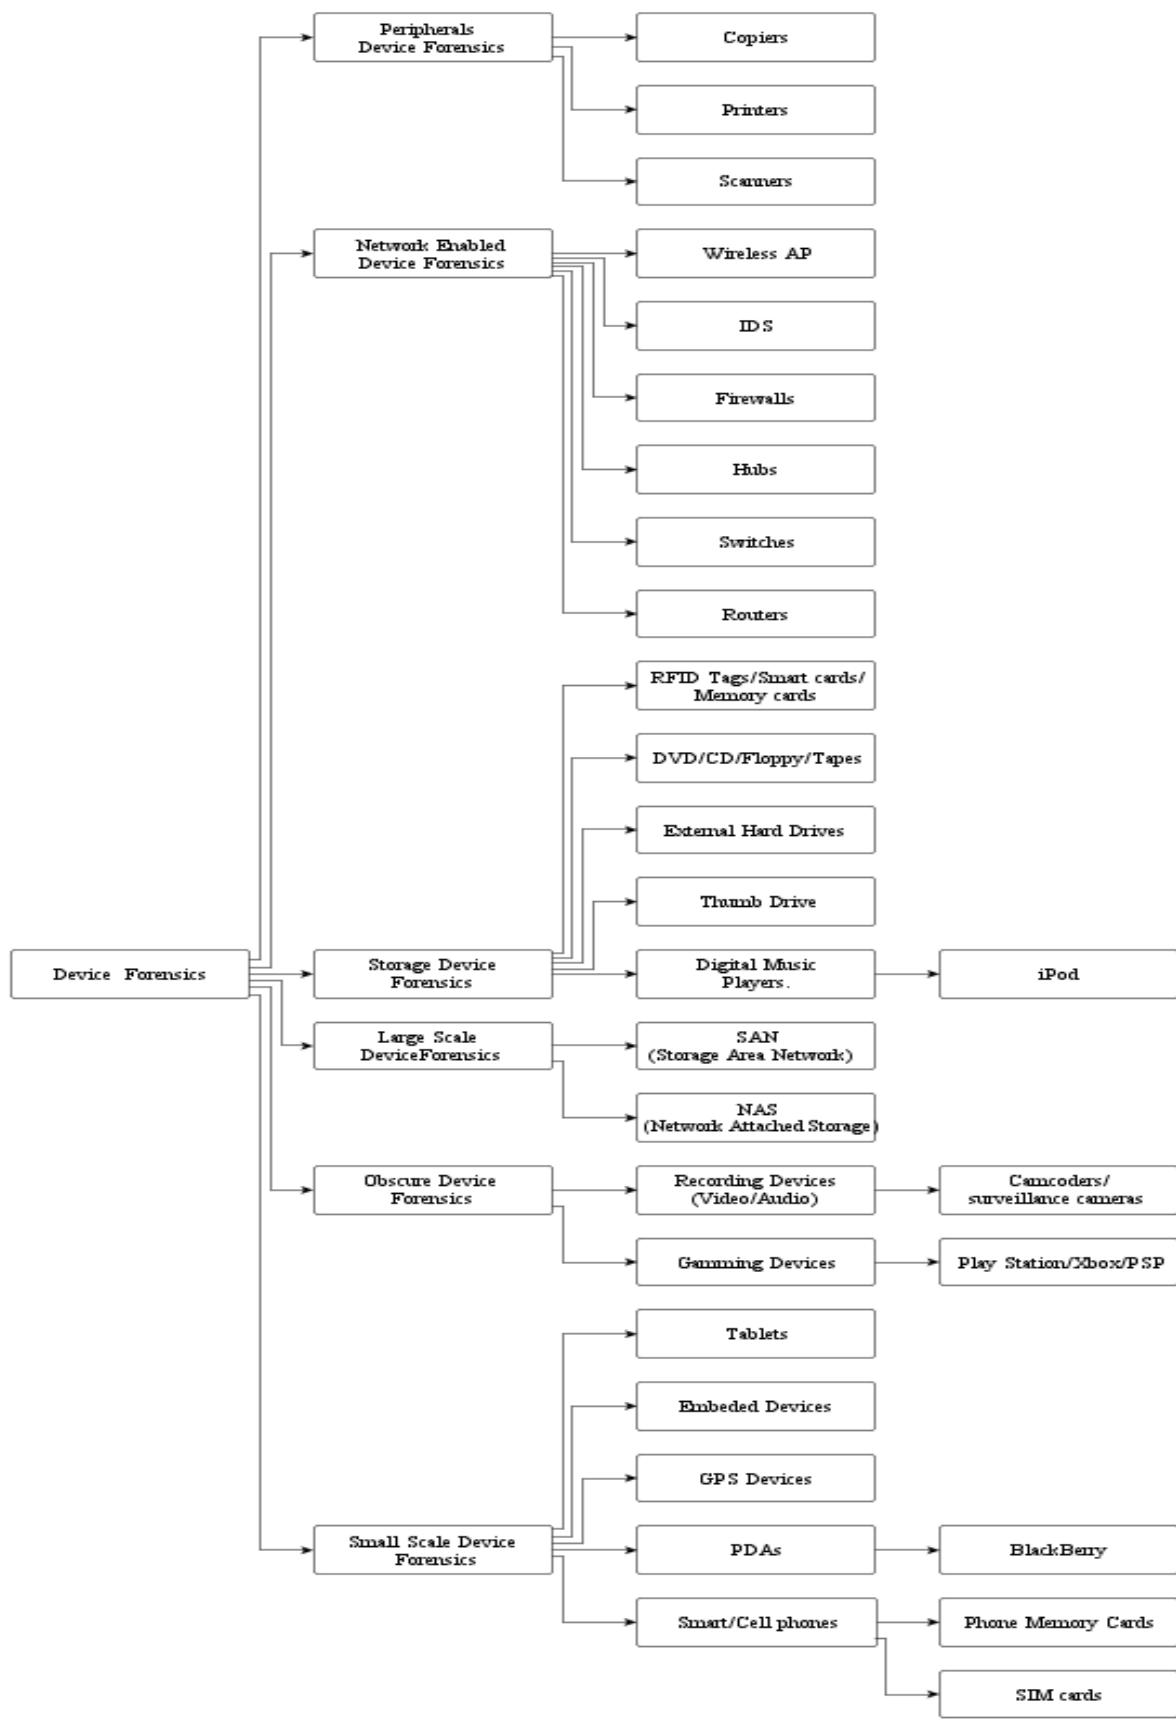 Peripherals
Device Forensics
Copiers
Printers
Scanners
Network Enabled
Device Forensics
Wireless AP
IDS
Firewalls
Hubs
Switches
Routers
RFID Tags/Smart cards/
Memory cards
DVD/CD/Floppy/Tapes
External Hard Drives
Thumb Drive
Device Forensics
Storage Device
Forensics
Digital Music
Players.
iPod
Large Scale
DeviceForensics
SAN
(Storage Area Network)
NAS
(Network Attached Storage)
Obscure Device
Forensics
Recording Devices
(Video/Audio)
Camcoders/
surveillance cameras
Gamming Devices
Play Station/Xbox/PSP
Tablets
Embeded Devices
GPS Devices
Small Scale Device
Forensics
PDAs
BlackBerry
Smart/Cell phones
Phone Memory Cards
SIM cards